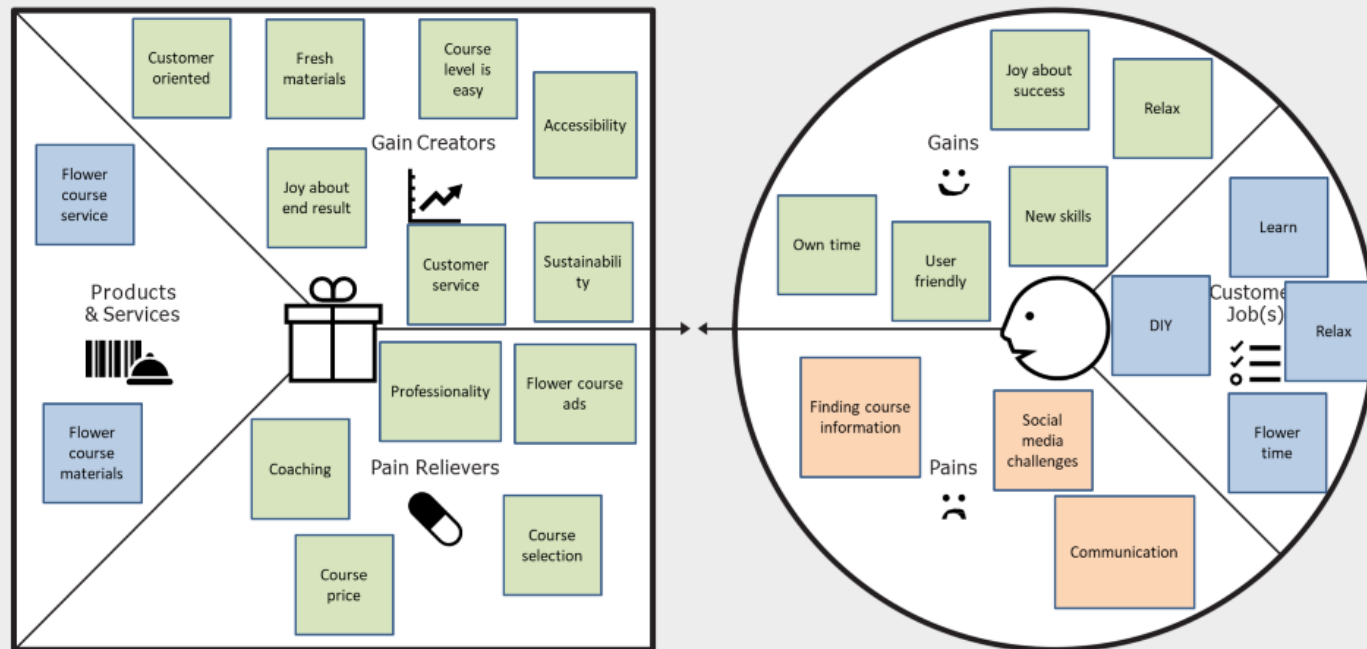 Customer
oriented
Fresh
materials
Course
level is
easy
Accessibility
Gain Creators
Flower
course
service
Joy about
end result
Customer
service
Sustainabili
ty
Products
& Services
Professionality
Flower course
ads
Flower
course
materials
Coaching
Pain Relievers
Course
selection
Course
price
Joy about
success
Relax
Gains
New skills
Own time
User
friendly
Learn
DIY
Custome
Job(s)
Relax
Finding course
information
Social
media
challenges
Flower
time
Pains
Communication